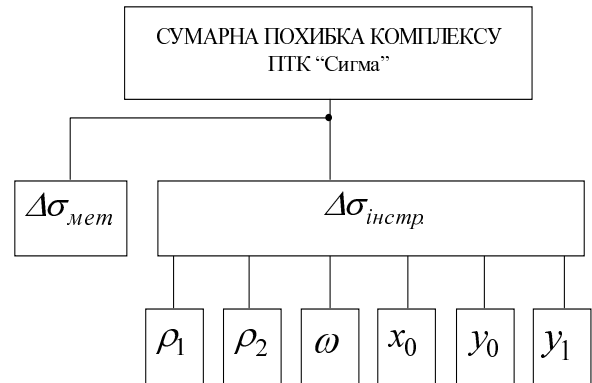 СУМАРНА ПОХИБКА КОМПЛЕКСУ
ПТК “Сигма”
Δσмет
Δσінстр.
ρ1 ρ2 ω x0 y0 y1